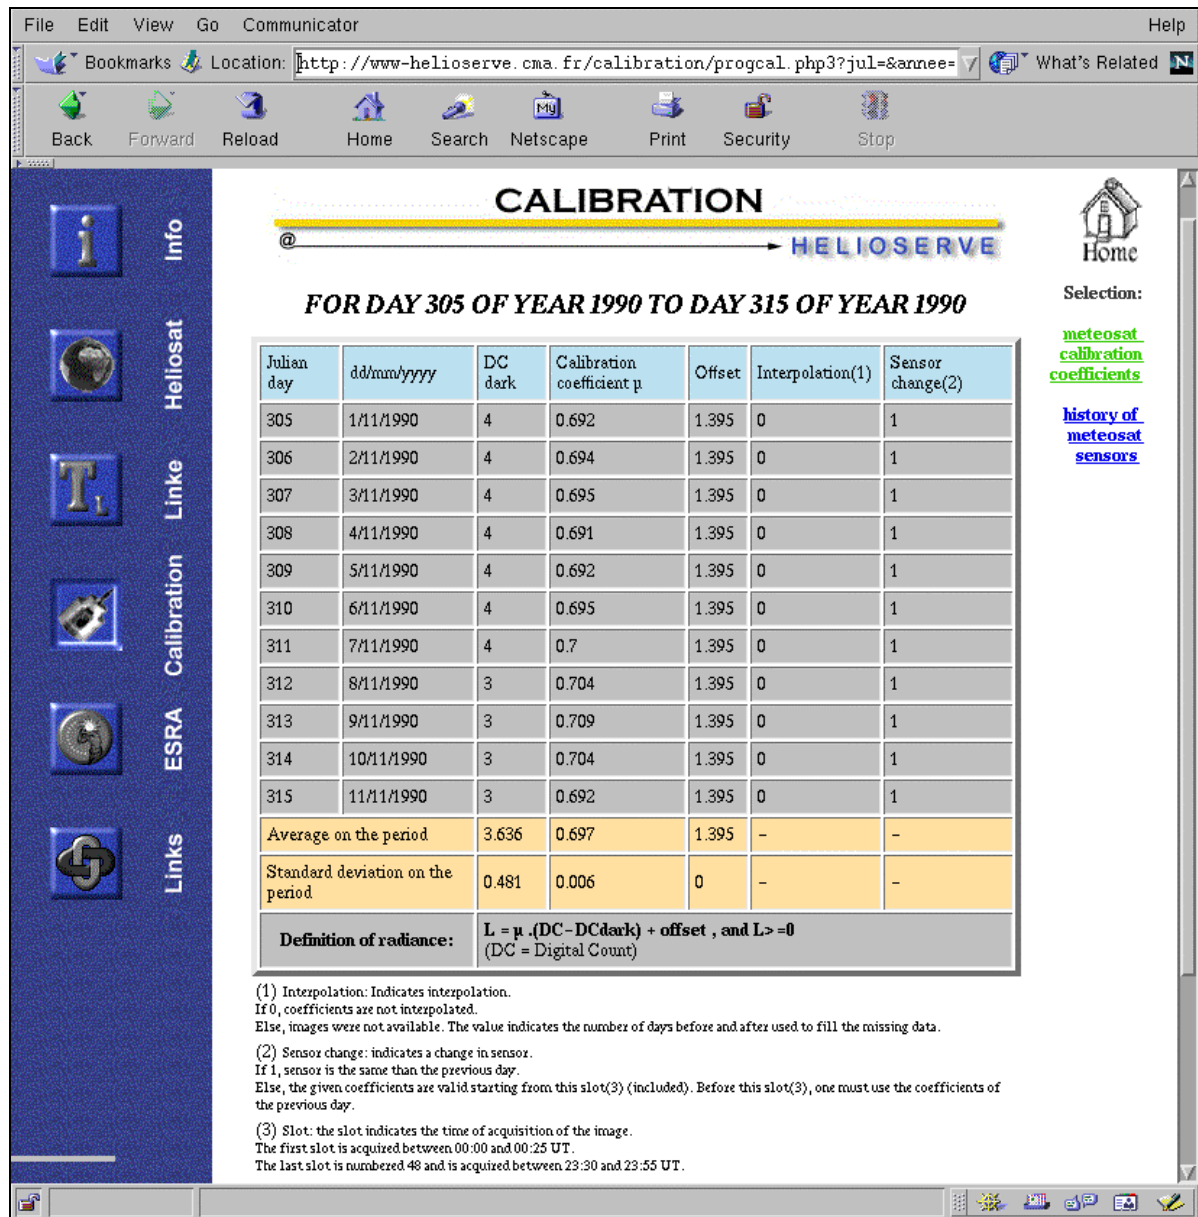 File Edit View Go Communicator Help
Bookmarks Location: http://www-helioserve.cma.fr/calibration/progcal.php3?jul=&annee= What's Related N
Back Forward Reload Home Search Netscape Print Security Stop
My
CALIBRATION
@ HELIOSERVE
Home
Info
Heliosat
Linke
Calibration
ESRA
Links
i
TL
Selection:
meteosat
calibration
coefficients
history of
meteosat
sensors
FOR DAY 305 OF YEAR 1990 TO DAY 315 OF YEAR 1990
Julian day dd/mm/yyyy DC dark Calibration coefficient µ Offset Interpolation(1) Sensor change(2)
305 1/11/1990 4 0.692 1.395 0 1
306 2/11/1990 4 0.694 1.395 0 1
307 3/11/1990 4 0.695 1.395 0 1
308 4/11/1990 4 0.691 1.395 0 1
309 5/11/1990 4 0.692 1.395 0 1
310 6/11/1990 4 0.695 1.395 0 1
311 7/11/1990 4 0.7 1.395 0 1
312 8/11/1990 3 0.704 1.395 0 1
313 9/11/1990 3 0.709 1.395 0 1
314 10/11/1990 3 0.704 1.395 0 1
315 11/11/1990 3 0.692 1.395 0 1
Average on the period 3.636 0.697 1.395 – –
Standard deviation on the period 0.481 0.006 0 – –
Definition of radiance: L = µ .(DC-DCdark) + offset , and L> =0
(DC = Digital Count)
(1) Interpolation: Indicates interpolation.
If 0, coefficients are not interpolated.
Else, images were not available. The value indicates the number of days before and after used to fill the missing data.
(2) Sensor change: indicates a change in sensor.
If 1, sensor is the same than the previous day.
Else, the given coefficients are valid starting from this slot(3) (included). Before this slot(3), one must use the coefficients of
the previous day.
(3) Slot: the slot indicates the time of acquisition of the image.
The first slot is acquired between 00:00 and 00:25 UT.
The last slot is numbered 48 and is acquired between 23:30 and 23:55 UT.